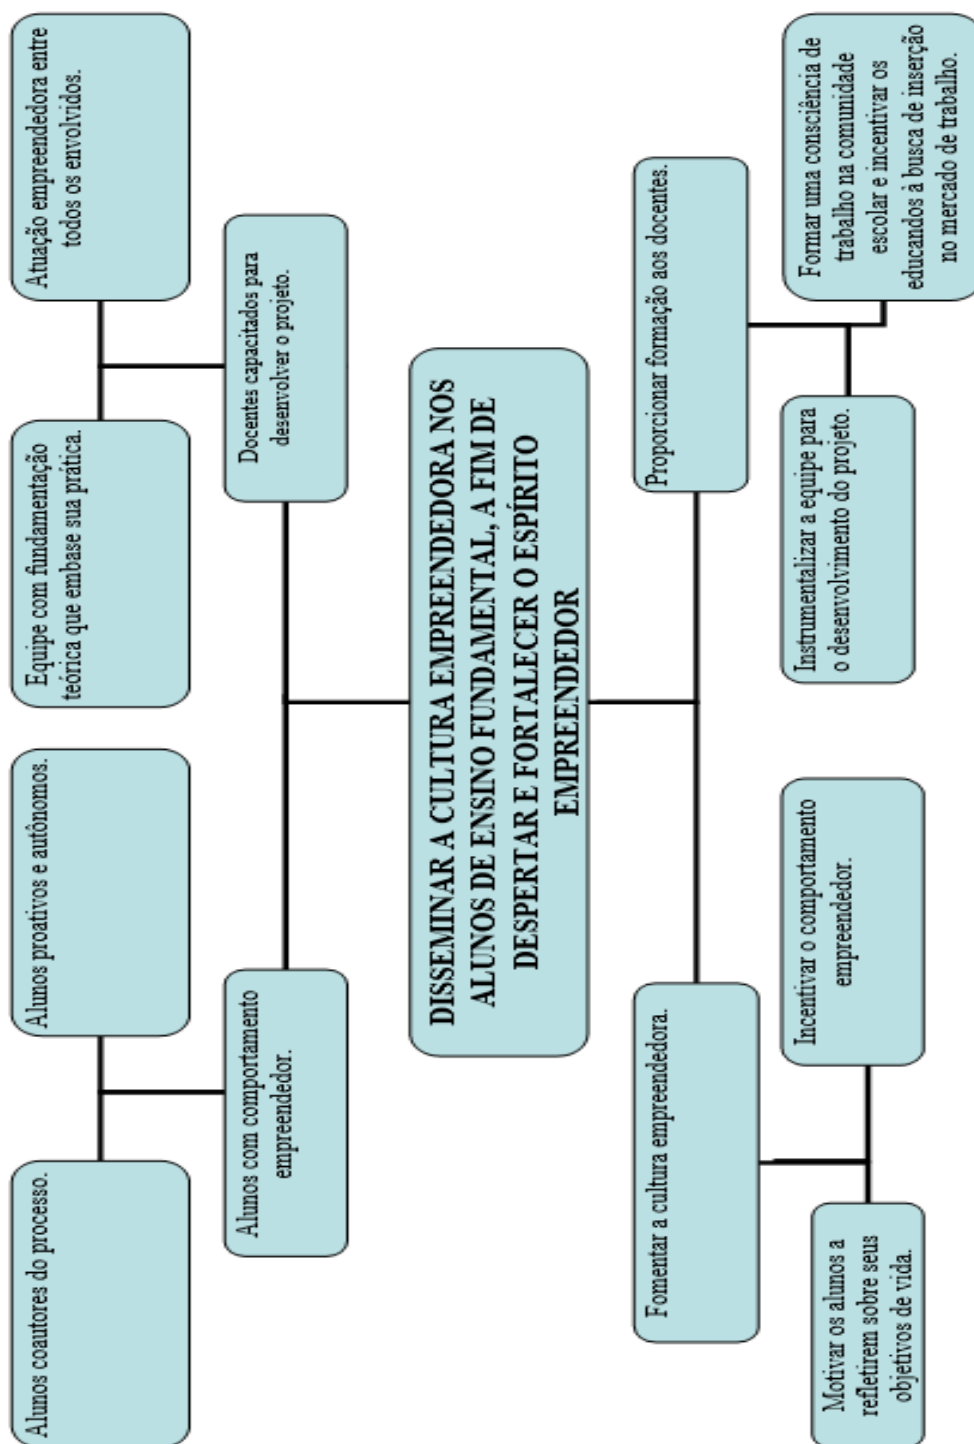 Alunos coautores do processo.
Alunos proativos e autônomos.
Equipe com fundamentação
teórica que embase sua prática.
Atuação empreendedora entre
todos os envolvidos.
Alunos com comportamento
empreendedor.
Docentes capacitados para
desenvolver o projeto.
DISSEMINAR A CULTURA EMPREENDEDORA NOS
ALUNOS DE ENSINO FUNDAMENTAL, A FIM DE
DESPERTAR E FORTALECER O ESPÍRITO
EMPREENDEDOR
Fomentar a cultura empreendedora.
Proporcionar formação aos docentes.
Motivar os alunos a
refletirem sobre seus
objetivos de vida.
Incentivar o comportamento
empreendedor.
Instrumentalizar a equipe para
o desenvolvimento do projeto.
Formar uma consciência de
trabalho na comunidade
escolar e incentivar os
educandos à busca de inserção
no mercado de trabalho.